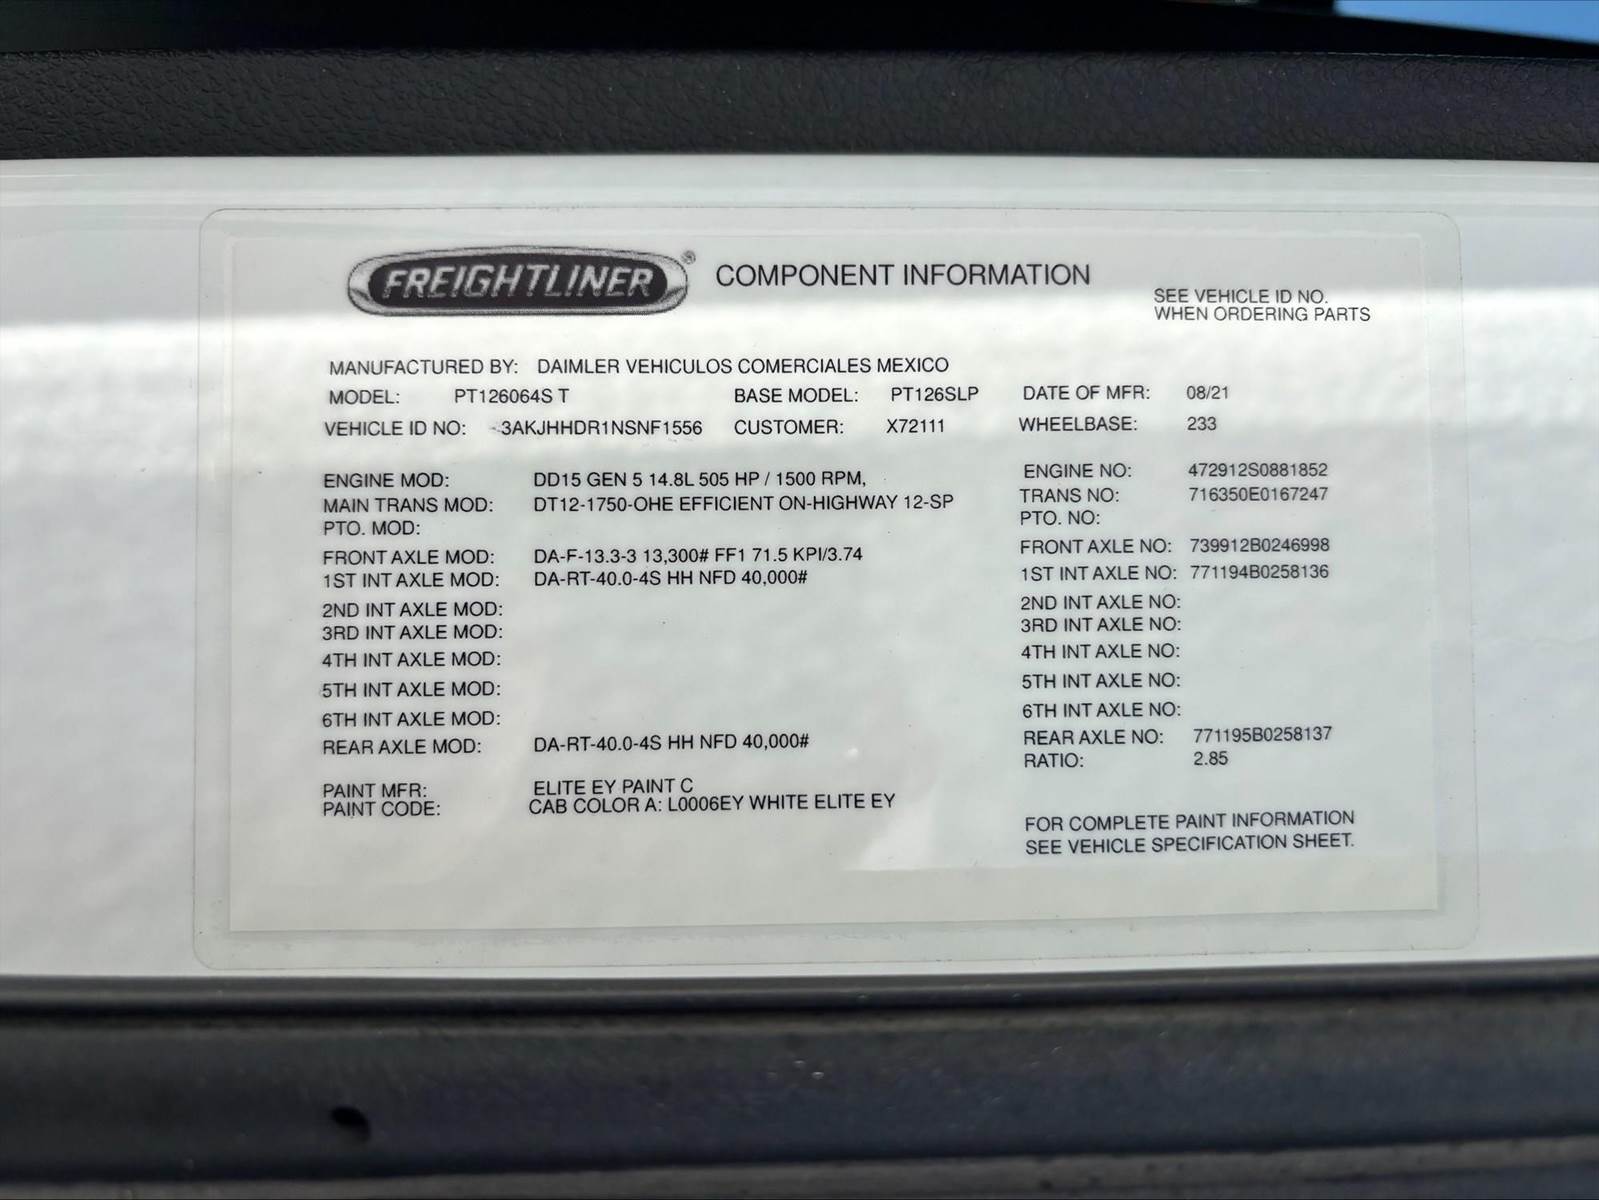 FREIGHTLINER® COMPONENT INFORMATION
SEE VEHICLE ID NO.
WHEN ORDERING PARTS
MANUFACTURED BY: DAIMLER VEHICULOS COMERCIALES MEXICO
MODEL: PT126064S T BASE MODEL: PT126SLP DATE OF MFR: 08/21
VEHICLE ID NO: 3AKJHHDR1NSNF1556 CUSTOMER: X72111 WHEELBASE: 233
ENGINE MOD: DD15 GEN 5 14.8L 505 HP / 1500 RPM, ENGINE NO: 472912S0881852
MAIN TRANS MOD: DT12-1750-OHE EFFICIENT ON-HIGHWAY 12-SP TRANS NO: 716350E0167247
PTO. MOD: PTO. NO:
FRONT AXLE MOD: DA-F-13.3-3 13,300# FF1 71.5 KPI/3.74 FRONT AXLE NO: 739912B0246998
1ST INT AXLE MOD: DA-RT-40.0-4S HH NFD 40,000# 1ST INT AXLE NO: 771194B0258136
2ND INT AXLE MOD: 2ND INT AXLE NO:
3RD INT AXLE MOD: 3RD INT AXLE NO:
4TH INT AXLE MOD: 4TH INT AXLE NO:
5TH INT AXLE MOD: 5TH INT AXLE NO:
6TH INT AXLE MOD: 6TH INT AXLE NO:
REAR AXLE MOD: DA-RT-40.0-4S HH NFD 40,000# REAR AXLE NO: 771195B0258137
RATIO: 2.85
PAINT MFR: ELITE EY PAINT C
PAINT CODE: CAB COLOR A: L0006EY WHITE ELITE EY
FOR COMPLETE PAINT INFORMATION
SEE VEHICLE SPECIFICATION SHEET.